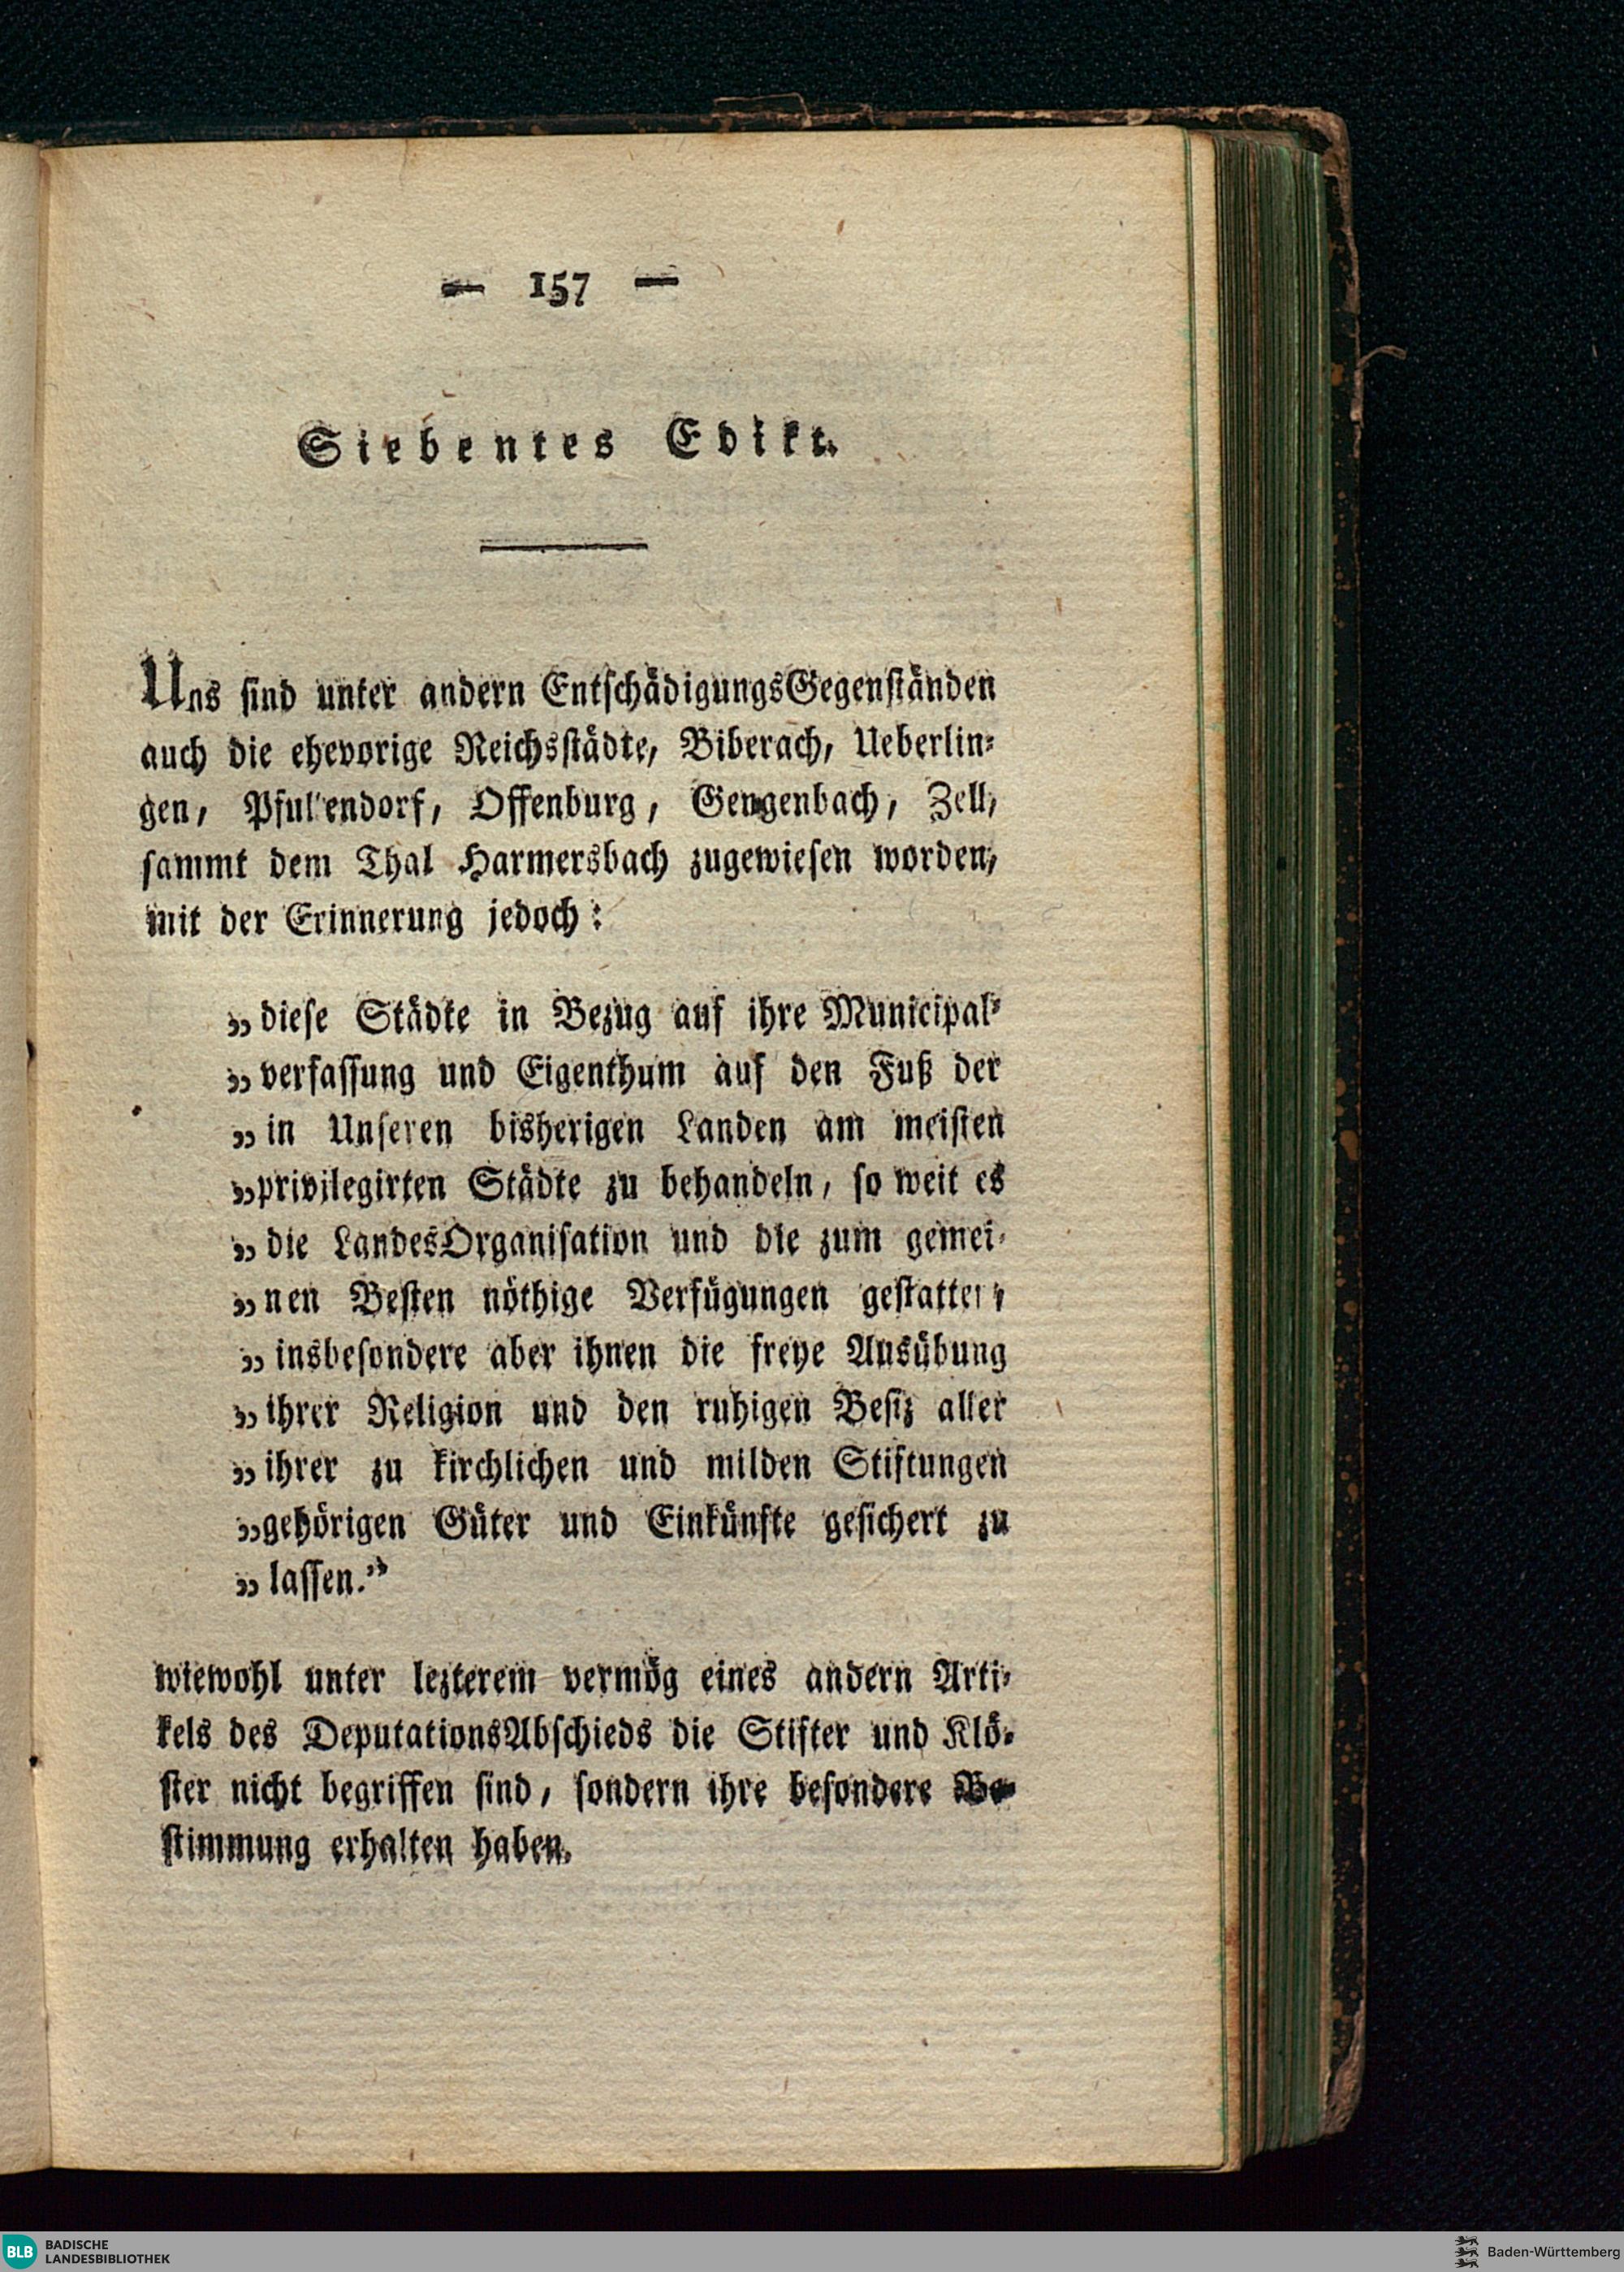 — 157 —
Siebentes Edikt.
Uns sind unter andern EntschädigungsGegenständen
auch die ehevorige Reichsstädte, Biberach, Ueberlin-
gen, Pfullendorf, Offenburg, Gengenbach, Zell,
sammt dem Thal Harmersbach zugewiesen worden,
mit der Erinnerung jedoch:
„diese Städte in Bezug auf ihre Municipal-
„verfassung und Eigenthum auf den Fuß der
„in Unseren bisherigen Landen am meisten
„privilegirten Städte zu behandeln, so weit es
„die LandesOrganisation und die zum gemei-
„nen Besten nöthige Verfügungen gestatten,
„insbesondere aber ihnen die freye Ausübung
„ihrer Religion und den ruhigen Besiz aller
„ihrer zu kirchlichen und milden Stiftungen
„gehörigen Güter und Einkünfte gesichert zu
„lassen.”
wiewohl unter lezterem vermög eines andern Arti-
kels des DeputationsAbschieds die Stifter und Klö-
ster nicht begriffen sind, sondern ihre besondere Be-
stimmung erhalten haben.
BLB BADISCHE
LANDESBIBLIOTHEK
Baden-Württemberg